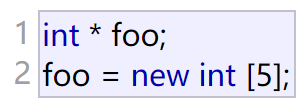 1 int * foo;
2 foo = new int [5];